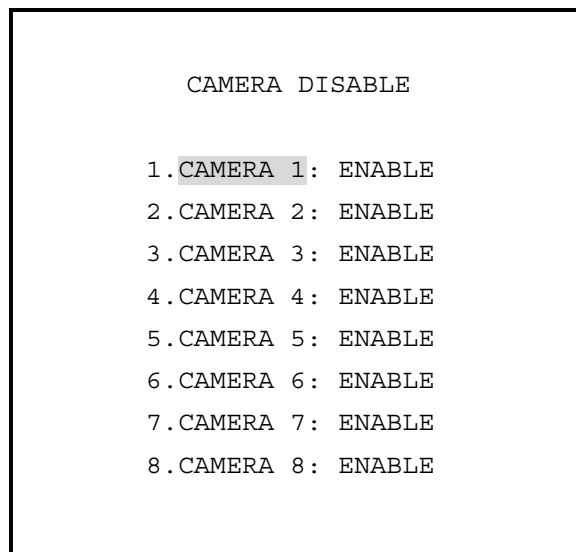 CAMERA DISABLE
1.CAMERA 1: ENABLE
2.CAMERA 2: ENABLE
3.CAMERA 3: ENABLE
4.CAMERA 4: ENABLE
5.CAMERA 5: ENABLE
6.CAMERA 6: ENABLE
7.CAMERA 7: ENABLE
8.CAMERA 8: ENABLE